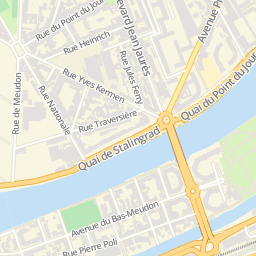 Rue du Point du Jour
Boulevard Jean Jaurès
Avenue P
Rue Heinrich
Rue Jules Ferry
Rue Yves Kermen
Rue de Meudon
Rue Nationale
Rue Traversière
Quai du Point du Jour
Quai de Stalingrad
Avenue du Bas-Meudon
Rue Pierre Poli